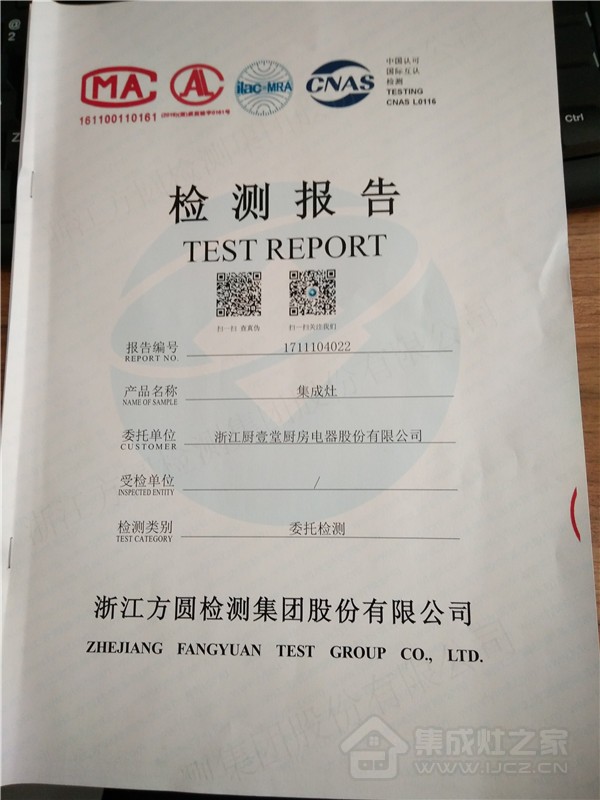 MA
AL
ilac-MRA
CNAS
中国认可
国际互认
检测
TESTING
CNAS L0116
161100110161
检测报告
TEST REPORT
扫一扫 查真伪
扫一扫关注我们
报告编号 1711104022
REPORT NO.
产品名称 集成灶
NAME OF SAMPLE
委托单位 浙江厨壹堂厨房电器股份有限公司
CUSTOMER
受检单位 /
INSPECTED ENTITY
检测类别 委托检测
TEST CATEGORY
浙江方圆检测集团股份有限公司
ZHEJIANG FANGYUAN TEST GROUP CO., LTD.
集成灶之家
WWW.IJCZ.CN
@
2
Ctrl